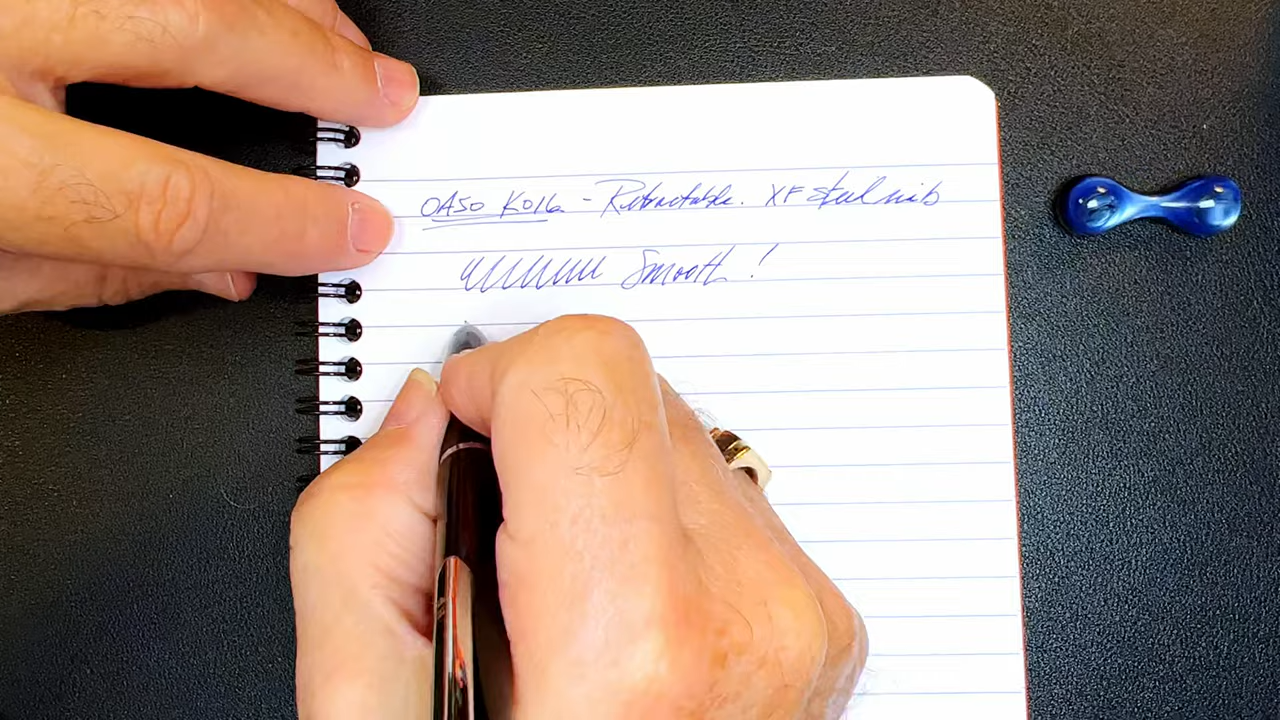 OASO K016 - Retractable. XF steel nib
Smooth!